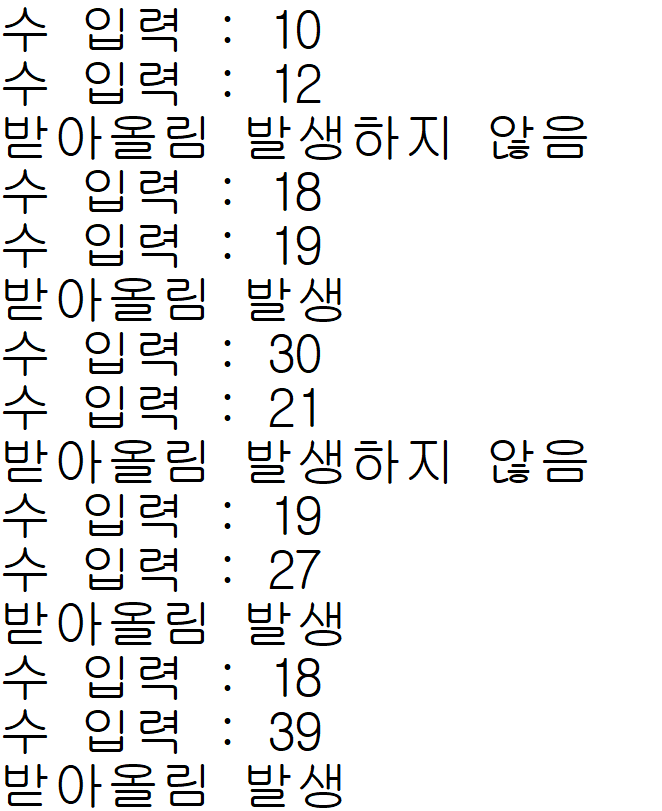 수 입력 : 10
수 입력 : 12
받아올림 발생하지 않음
수 입력 : 18
수 입력 : 19
받아올림 발생
수 입력 : 30
수 입력 : 21
받아올림 발생하지 않음
수 입력 : 19
수 입력 : 27
받아올림 발생
수 입력 : 18
수 입력 : 39
받아올림 발생